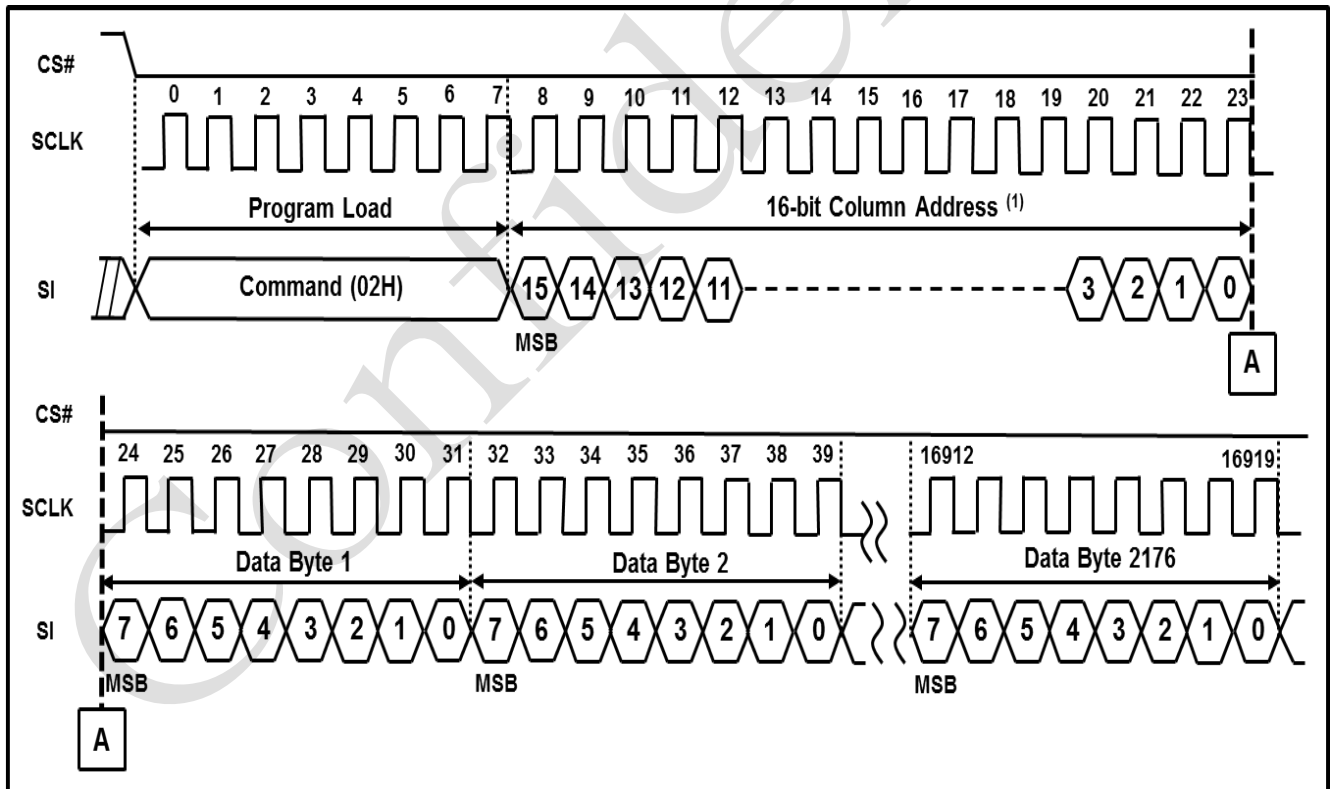 CS#
0 1 2 3 4 5 6 7 8 9 10 11 12 13 14 15 16 17 18 19 20 21 22 23
SCLK
Program Load 16-bit Column Address (1)
SI Command (02H) 15 14 13 12 11 3 2 1 0
MSB
A
CS#
24 25 26 27 28 29 30 31 32 33 34 35 36 37 38 39 16912 16919
SCLK
Data Byte 1 Data Byte 2 Data Byte 2176
SI 7 6 5 4 3 2 1 0 7 6 5 4 3 2 1 0 7 6 5 4 3 2 1 0
MSB MSB MSB
A